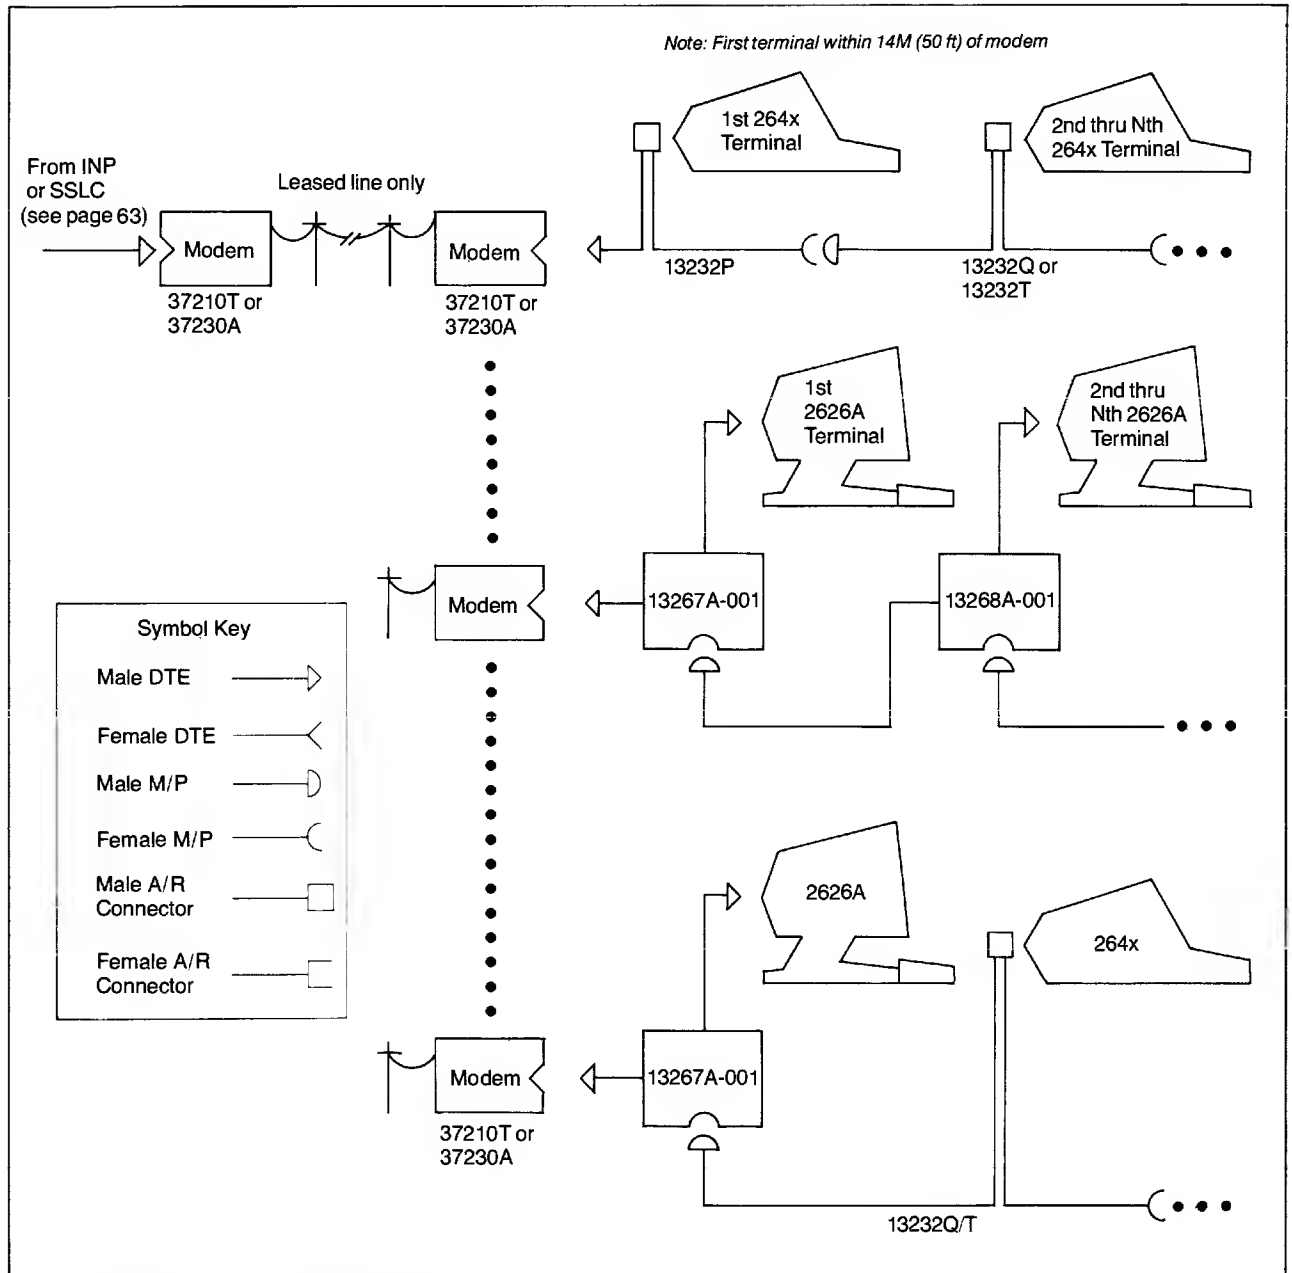 Note: First terminal within 14M (50 ft) of modem
1st 264x
Terminal
2nd thru Nth
264x Terminal
From INP
or SSLC
(see page 63)
Leased line only
Modem
Modem
13232P
13232Q or
13232T
37210T or
37230A
37210T or
37230A
1st
2626A
Terminal
2nd thru
Nth 2626A
Terminal
Modem
13267A-001
13268A-001
Symbol Key
Male DTE
Female DTE
Male M/P
Female M/P
Male A/R
Connector
Female A/R
Connector
2626A
264x
Modem
13267A-001
37210T or
37230A
13232Q/T